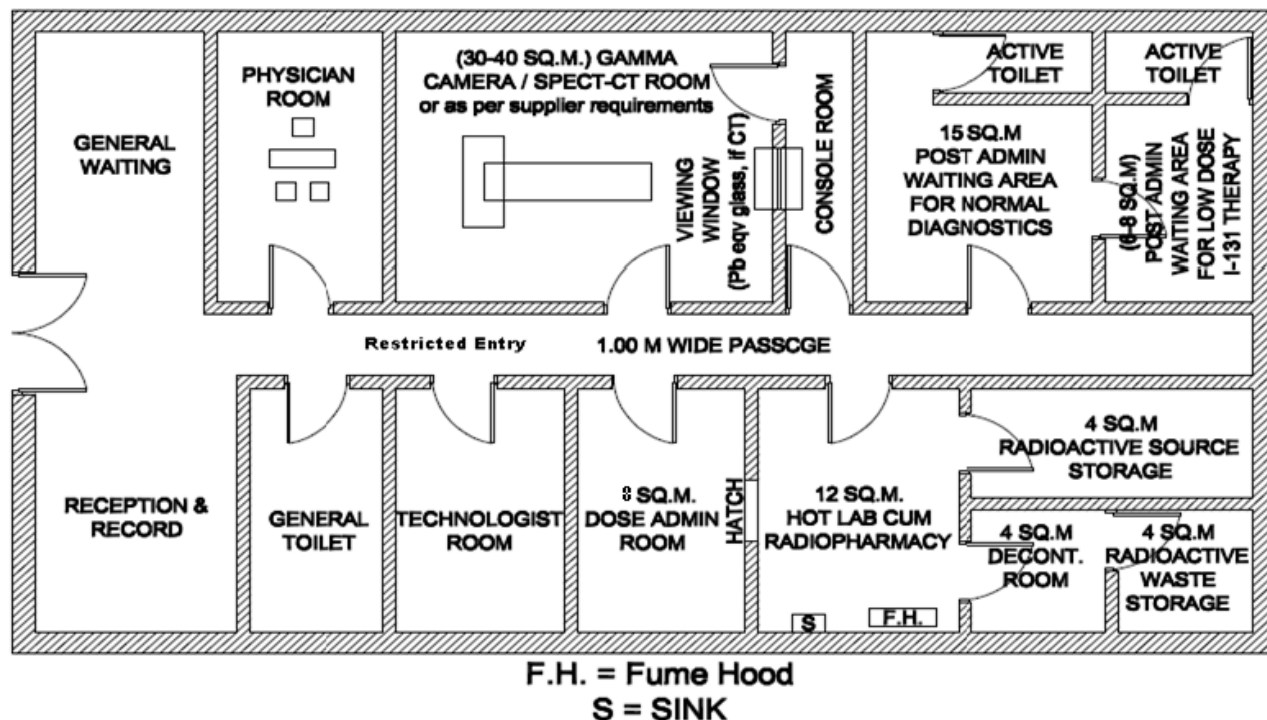 GENERAL
WAITING
PHYSICIAN
ROOM
(30-40 SQ.M.) GAMMA
CAMERA / SPECT-CT ROOM
or as per supplier requirements
VIEWING
WINDOW
(Pb eqv glass, if CT)
CONSOLE ROOM
ACTIVE
TOILET
15 SQ.M
POST ADMIN
WAITING AREA
FOR NORMAL
DIAGNOSTICS
ACTIVE
TOILET
(6-8 SQ.M)
POST ADMIN
WAITING AREA
FOR LOW DOSE
I-131 THERAPY
Restricted Entry
1.00 M WIDE PASSCGE
RECEPTION &
RECORD
GENERAL
TOILET
TECHNOLOGIST
ROOM
SQ.M.
DOSE ADMIN
ROOM
HATCH
12 SQ.M.
HOT LAB CUM
RADIOPHARMACY
S
F.H.
4 SQ.M
RADIOACTIVE SOURCE
STORAGE
4 SQ.M
DECONT.
ROOM
4 SQ.M
RADIOACTIVE
WASTE
STORAGE
F.H. = Fume Hood
S = SINK